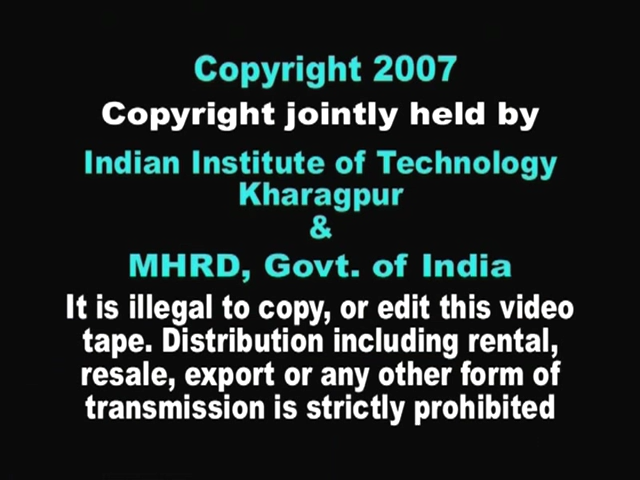 Copyright 2007
Copyright jointly held by
Indian Institute of Technology
Kharagpur
&
MHRD, Govt. of India
It is illegal to copy, or edit this video
tape. Distribution including rental,
resale, export or any other form of
transmission is strictly prohibited